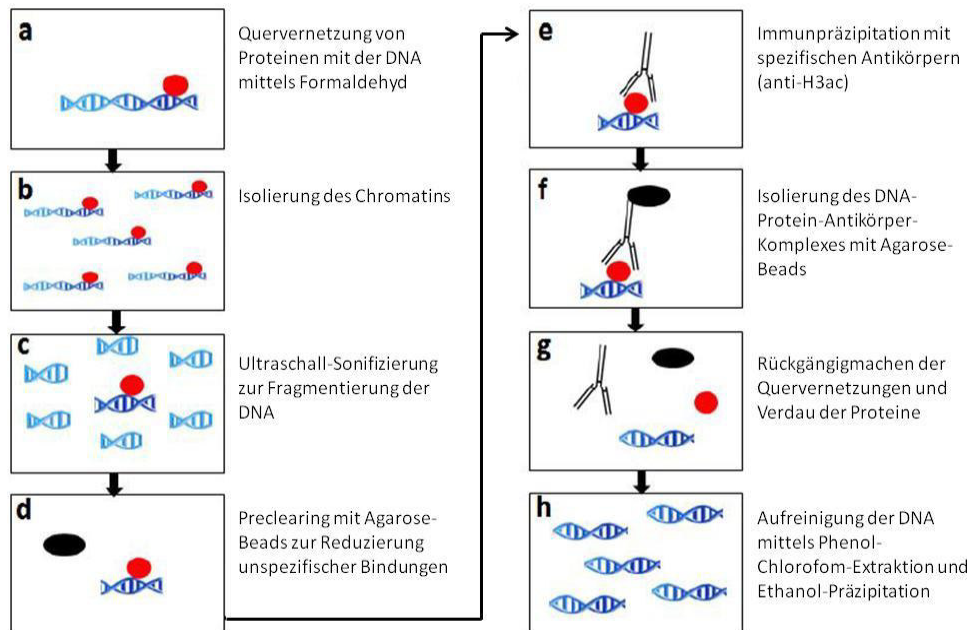 a
Quervernetzung von
Proteinen mit der DNA
mittels Formaldehyd
b
Isolierung des Chromatins
c
Ultraschall-Sonifizierung
zur Fragmentierung der
DNA
d
Preclearing mit Agarose-
Beads zur Reduzierung
unspezifischer Bindungen
e
Immunpräzipitation mit
spezifischen Antikörpern
(anti-H3ac)
f
Isolierung des DNA-
Protein-Antikörper-
Komplexes mit Agarose-
Beads
g
Rückgängigmachen der
Quervernetzungen und
Verdau der Proteine
h
Aufreinigung der DNA
mittels Phenol-
Chlorofom-Extraktion und
Ethanol-Präzipitation